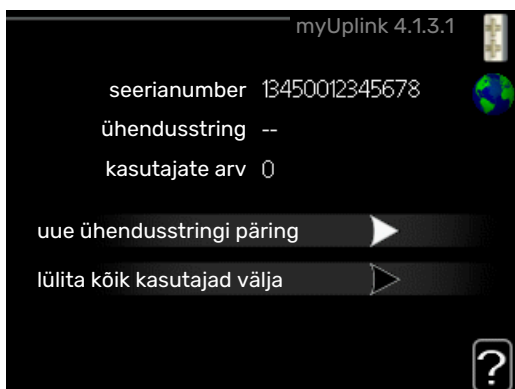 myUplink 4.1.3.1
seerianumber 13450012345678
ühendusstring --
kasutajate arv 0
uue ühendusstringi päring
lülita kõik kasutajad välja
?